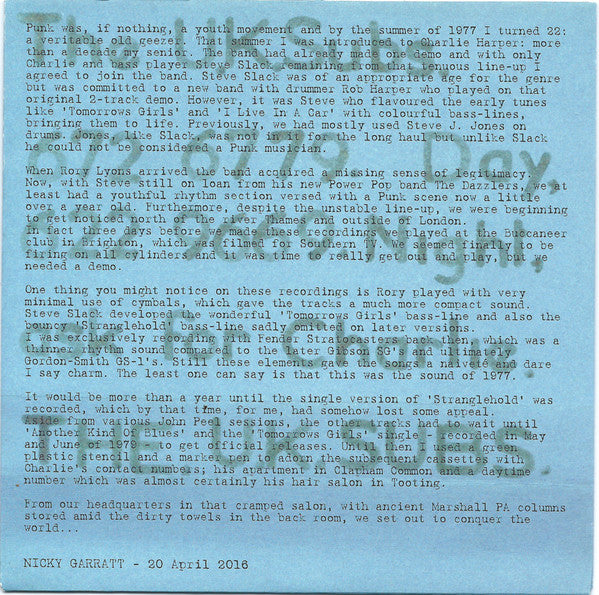 Punk was, if nothing, a youth movement and by the summer of 1977 I turned 22:
a veritable old geezer. That summer I was introduced to Charlie Harper: more
than a decade my senior. The band had already made one demo and with only
Charlie and bass player Steve Slack remaining from that tenuous line-up I
agreed to join the band. Steve Slack was of an appropriate age for the genre
but was committed to a new band with drummer Rob Harper who played on that
original 2-track demo. However, it was Steve who flavoured the early tunes
like 'Tomorrows Girls' and 'I Live In A Car' with colourful bass-lines,
bringing them to life. Previously, we had mostly used Steve J. Jones on
drums. Jones, like Slack, was not in it for the long haul but unlike Slack
he could not be considered a Punk musician.
When Rory Lyons arrived the band acquired a missing sense of legitimacy:
Now, with Steve still on loan from his new Power Pop band The Dazzlers, we at
least had a youthful rhythm section versed with a Punk scene now a little
over a year old. Furthermore, despite the unstable line-up, we were beginning
to get noticed north of the River Thames and outside of London.
In fact three days before we made these recordings we played at the Buccaneer
club in Brighton, which was filmed for Southern TV. We seemed finally to be
firing on all cylinders and it was time to really get out and play, but we
needed a demo.
One thing you might notice on these recordings is Rory played with very
minimal use of cymbals, which gave the tracks a much more compact sound.
Steve Slack developed the wonderful 'Tomorrows Girls' bass-line and also the
bouncy 'Stranglehold' bass-line sadly omitted on later versions.
I was exclusively recording with Fender Stratocasters back then, which was a
thinner rhythm sound compared to the later Gibson SG's and ultimately
Gordon-Smith GS-1's. Still these elements gave the songs a naivité and dare
I say charm. The least one can say is that this was the sound of 1977.
It would be more than a year until the single version of 'Stranglehold' was
recorded, which by that time, for me, had somehow lost some appeal.
Aside from various John Peel sessions, the other tracks had to wait until
'Another Kind Of Blues' and the 'Tomorrows Girls' single - recorded in May
and June of 1979 - to get official releases. Until then I used a green
plastic stencil and a marker pen to adorn the subsequent cassettes with
Charlie's contact numbers; his apartment in Clapham Common and a daytime
number which was almost certainly his hair salon in Tooting.
From our headquarters in that cramped salon, with ancient Marshall PA columns
stored amid the dirty towels in the back room, we set out to conquer the
world...
NICKY GARRATT - 20 April 2016
The UK Subs.
672 6779 Day,
622 Night,
ask for Charlie.
THE UK SUBS.